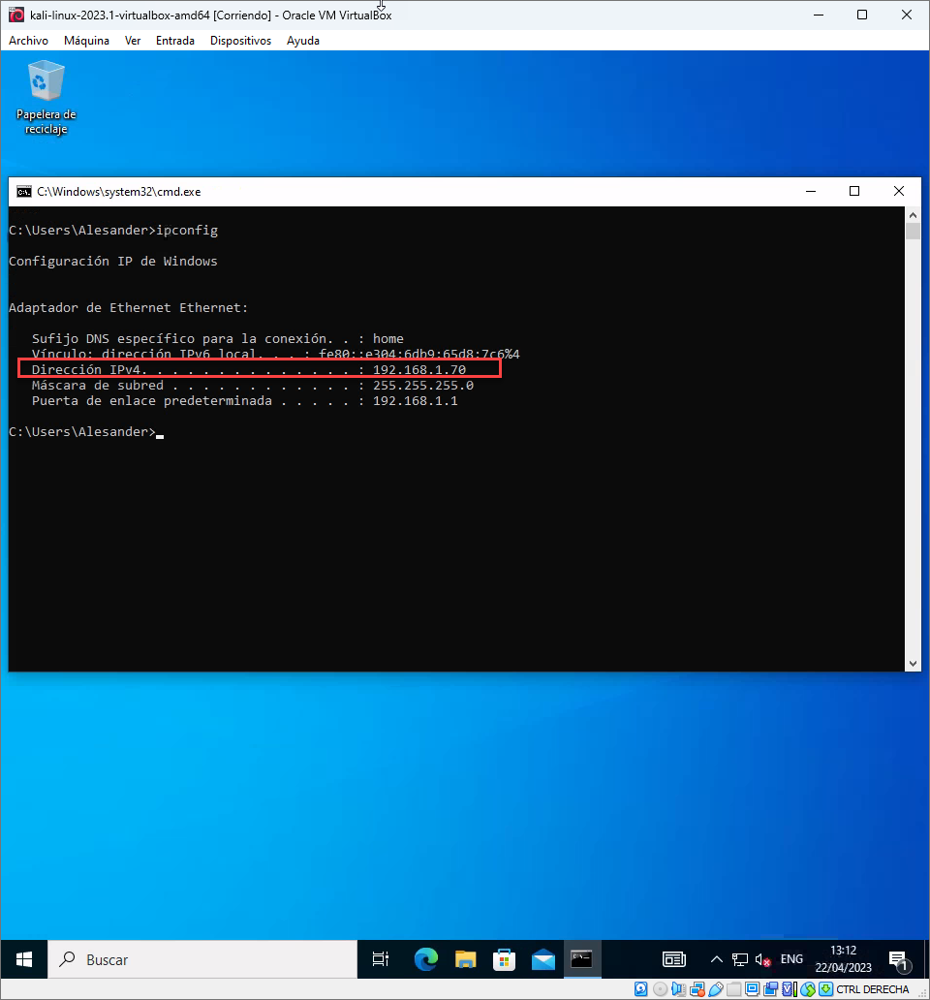 kali-linux-2023.1-virtualbox-amd64 [Corriendo] - Oracle VM VirtualBox
Archivo Máquina Ver Entrada Dispositivos Ayuda
Papelera de
reciclaje
C:\Windows\system32\cmd.exe
C:\Users\Alesander>ipconfig
Configuración IP de Windows
Adaptador de Ethernet Ethernet:
Sufijo DNS específico para la conexión. . : home
Vínculo: dirección IPv6 local. . . : fe80::e304:6db9:65d8:7c6%4
Dirección IPv4. . . . . . . . . . . . . . : 192.168.1.70
Máscara de subred . . . . . . . . . . . . : 255.255.255.0
Puerta de enlace predeterminada . . . . . : 192.168.1.1
C:\Users\Alesander>
Buscar
ENG
13:12
22/04/2023
1
CTRL DERECHA